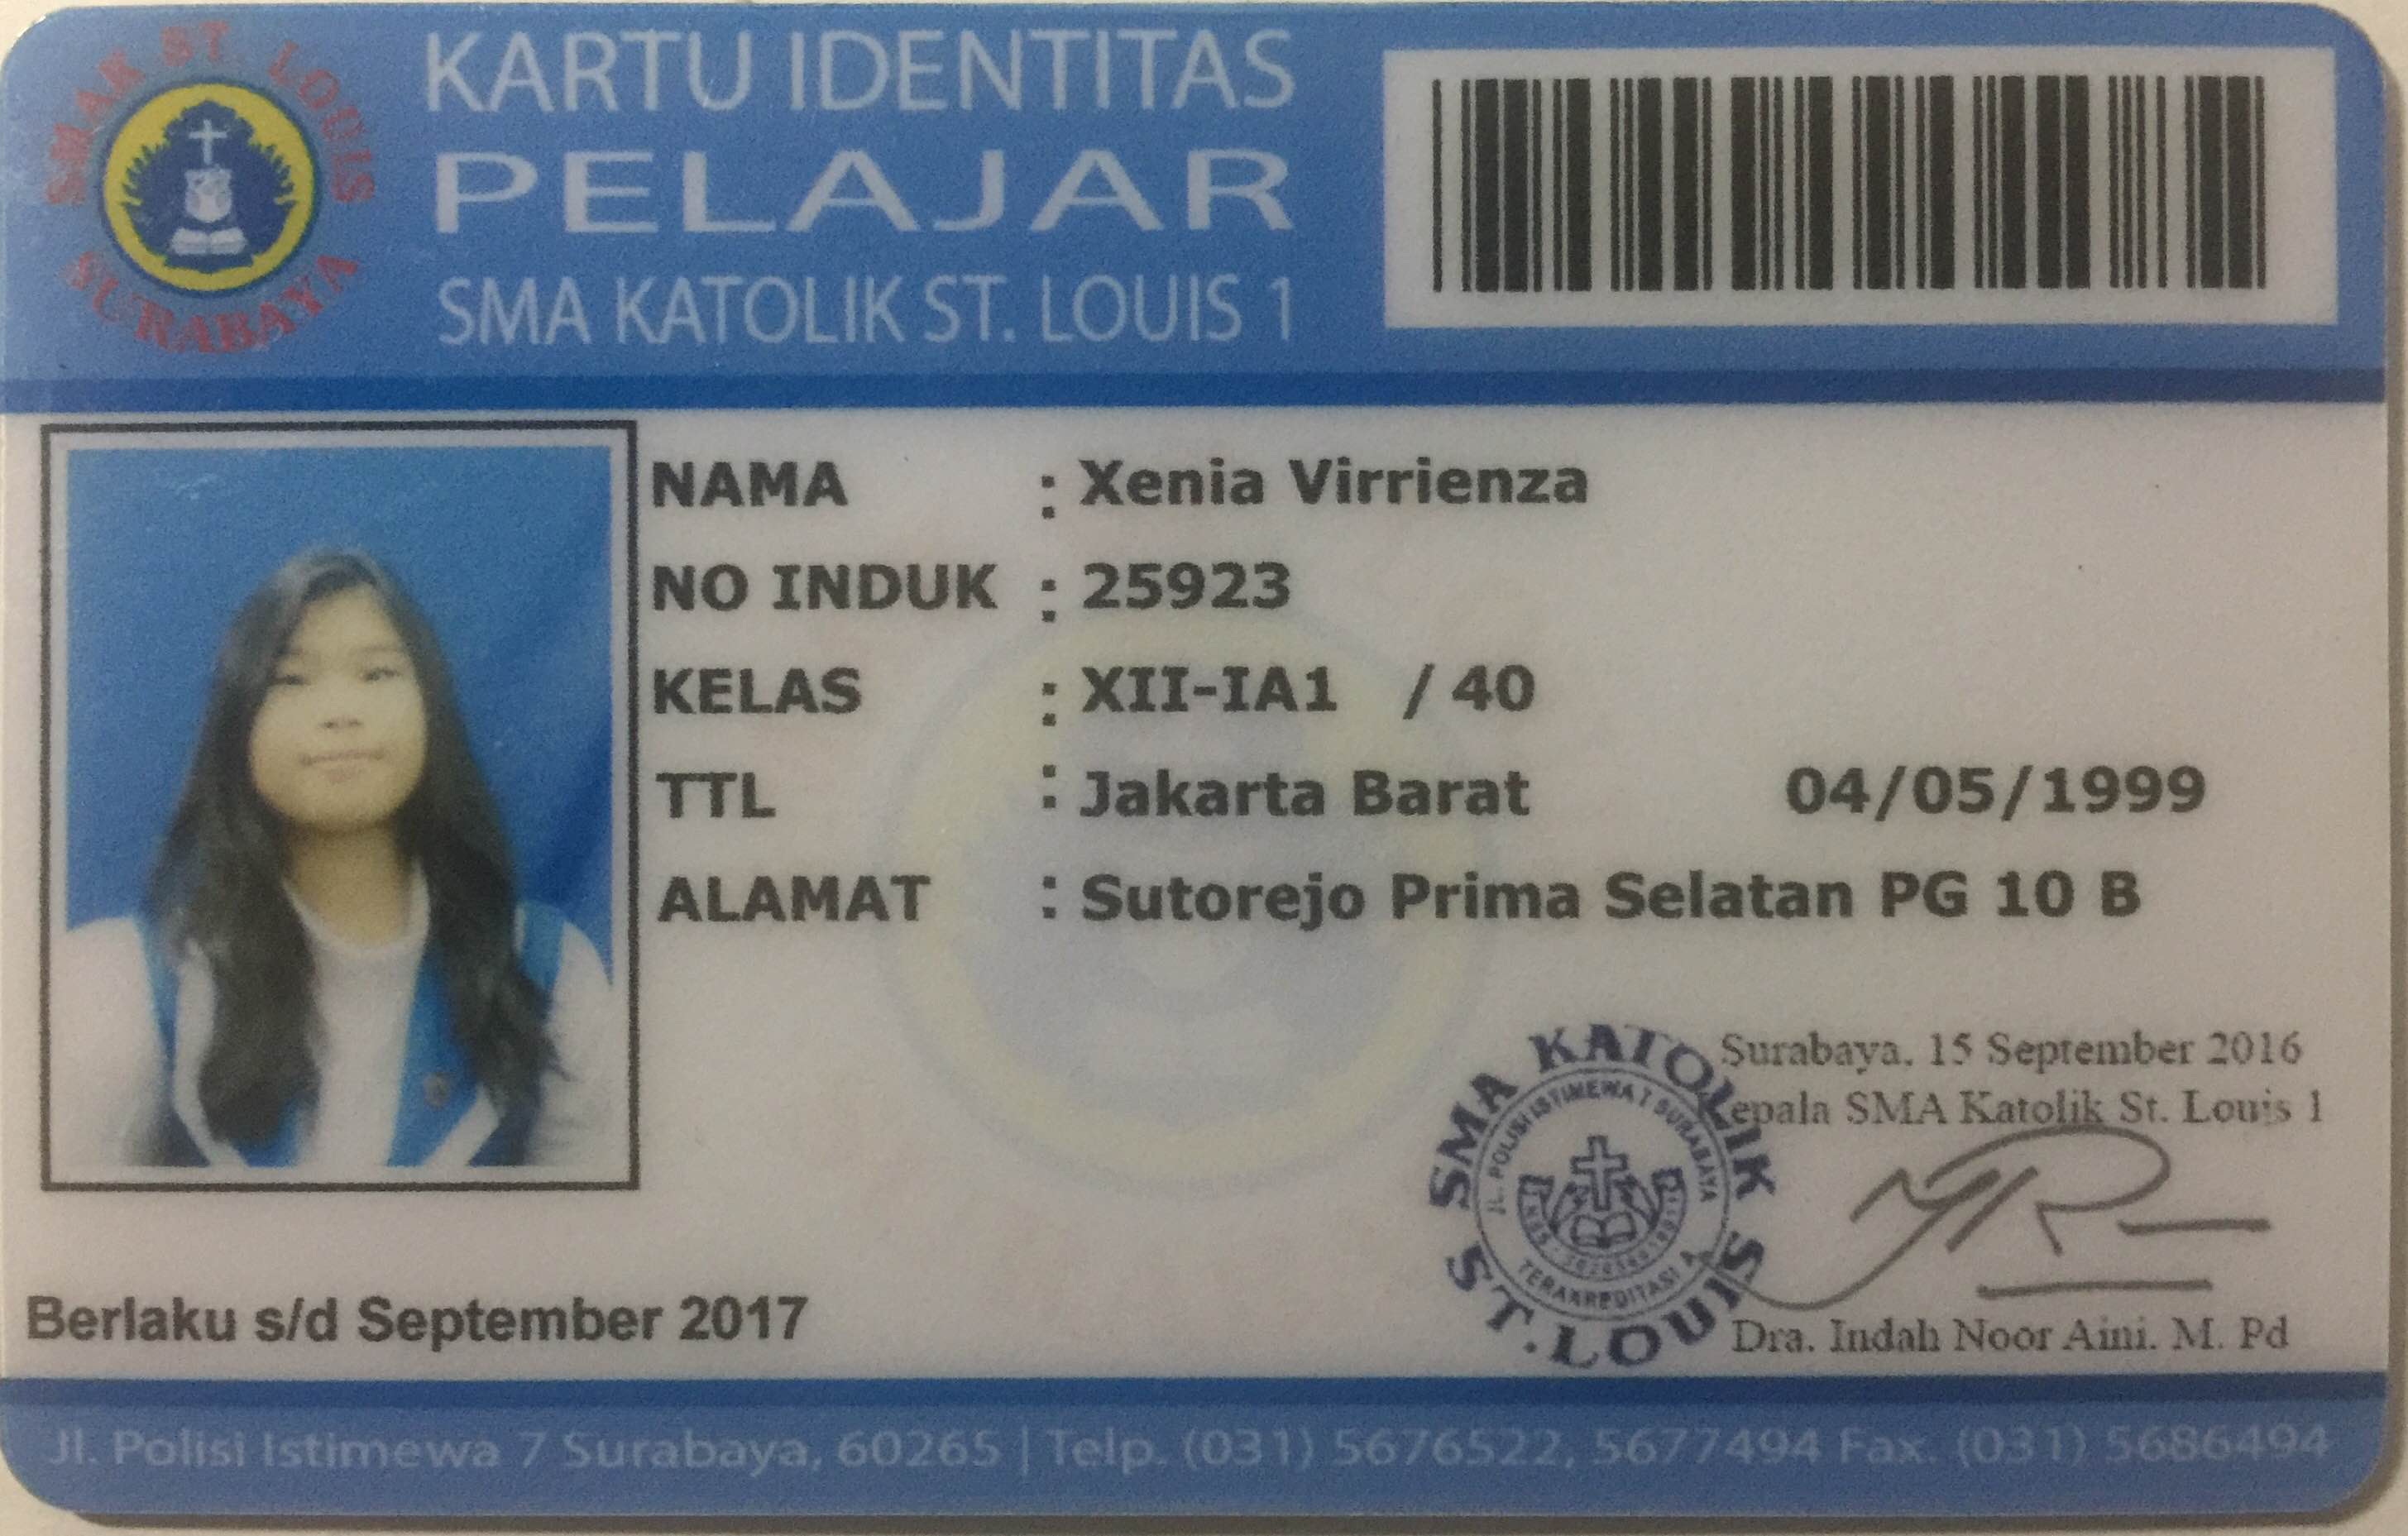 SMAK ST. LOUIS
SURABAYA
KARTU IDENTITAS
PELAJAR
SMA KATOLIK ST. LOUIS 1
NAMA : Xenia Virrienza
NO INDUK : 25923
KELAS : XII-IA1 / 40
TTL : Jakarta Barat 04/05/1999
ALAMAT : Sutorejo Prima Selatan PG 10 B
Surabaya, 15 September 2016
epala SMA Katolik St. Louis 1
SMA KATOLIK
ST. LOUIS
JL. POLISI ISTIMEWA 7 SURABAYA
TERAKREDITASI A
Dra. Indah Noor Aini. M. Pd
Berlaku s/d September 2017
Jl. Polisi Istimewa 7 Surabaya, 60265 | Telp. (031) 5676522, 5677494 Fax. (031) 5686494